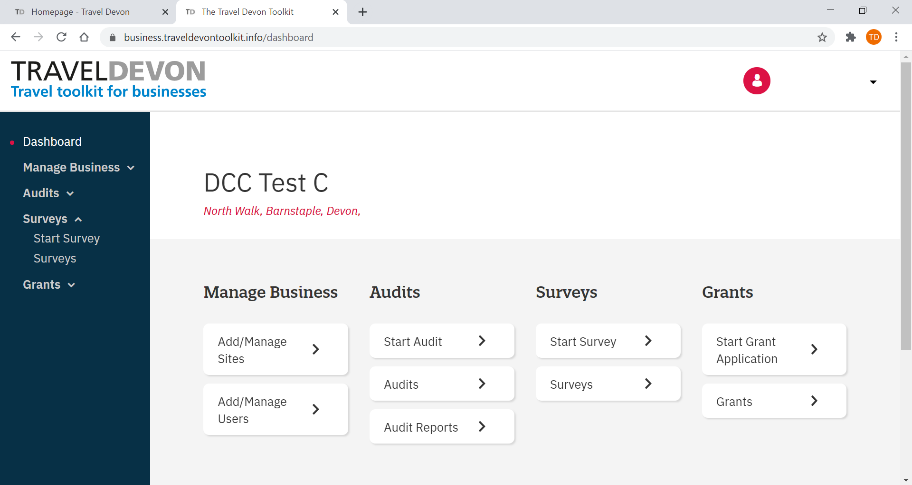 TD Homepage - Travel Devon
TD The Travel Devon Toolkit
business.traveldevontoolkit.info/dashboard
TD
TRAVELDEVON
Travel toolkit for businesses
Dashboard
Manage Business
Audits
Surveys
Start Survey
Surveys
Grants
DCC Test C
North Walk, Barnstaple, Devon,
Manage Business
Add/Manage
Sites
Add/Manage
Users
Audits
Start Audit
Audits
Audit Reports
Surveys
Start Survey
Surveys
Grants
Start Grant
Application
Grants